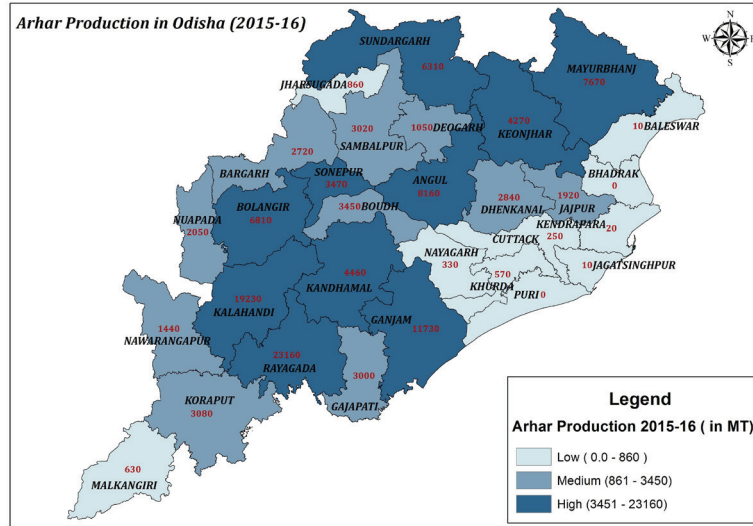 Arhar Production in Odisha (2015-16)
N
W E
S
SUNDARGARH
6310
MAYURBHANJ
7670
JHARSUGADA 860
4270
KEONJHAR
3020
SAMBALPUR
1050 DEOGARH
10 BALESWAR
2720
BARGARH
SONEPUR
3470
ANGUL
8160
BHADRAK
0
BOLANGIR
6810
3450 BOUDH
2840
DHENKANAL
1920
JAJPUR
NUAPADA
2050
KENDRAPARA
20
CUTTACK
250
NAYAGARH
330
570
KHURDA
10 JAGATSINGHPUR
PURI 0
4460
KANDHAMAL
19230
KALAHANDI
GANJAM
11730
1440
NAWARANGAPUR
23160
RAYAGADA
3000
GAJAPATI
KORAPUT
3080
630
MALKANGIRI
Legend
Arhar Production 2015-16 ( in MT)
Low ( 0.0 - 860 )
Medium (861 - 3450)
High (3451 - 23160)